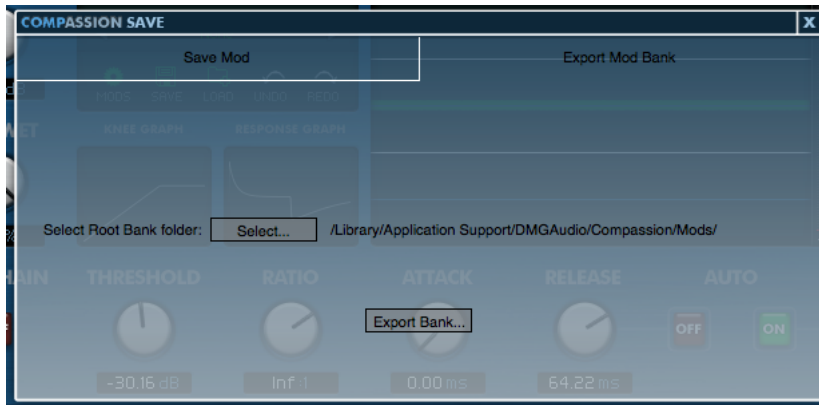 COMPASSION SAVE X
Save Mod Export Mod Bank
dB MODS SAVE LOAD UNDO REDO
WET KNEE GRAPH RESPONSE GRAPH
%
Select Root Bank folder: Select... /Library/Application Support/DMGAudio/Compassion/Mods/
THRESHOLD RATIO ATTACK RELEASE AUTO
Export Bank...
OFF ON
-30.16 dB Inf :1 0.00 ms 64.22 ms